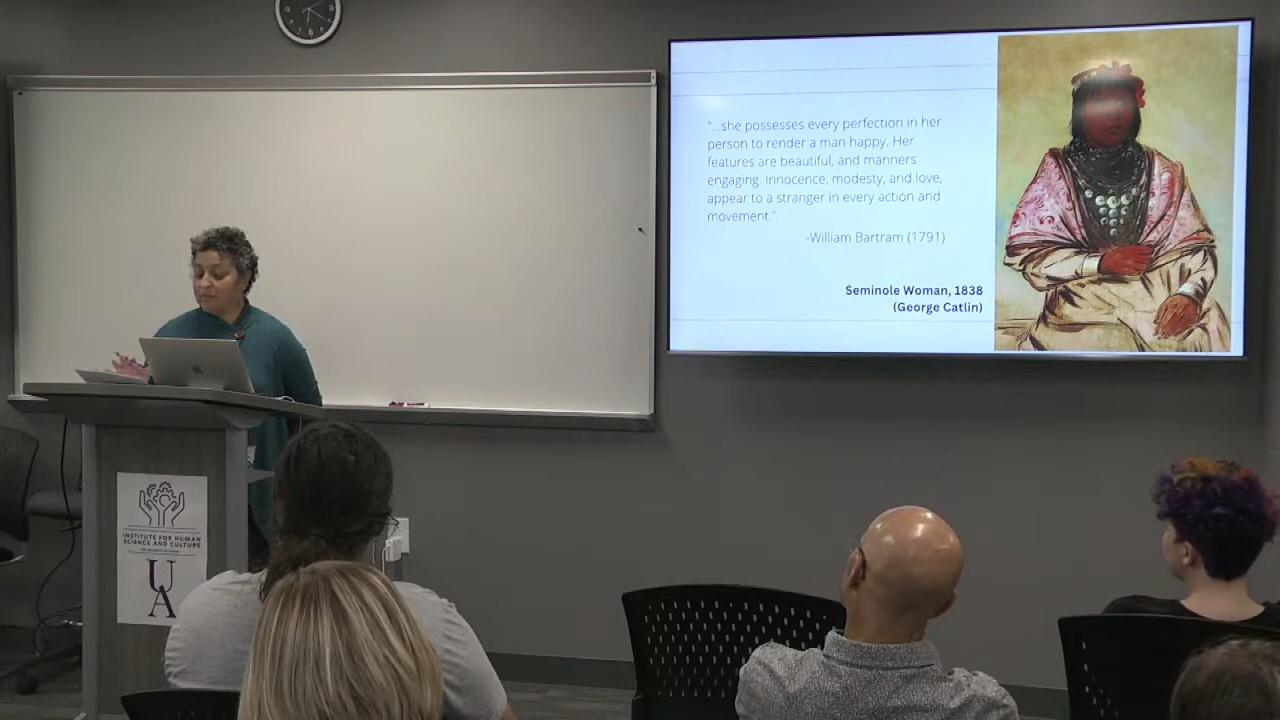 "...she possesses every perfection in her
person to render a man happy. Her
features are beautiful, and manners
engaging. Innocence, modesty, and love,
appear to a stranger in every action and
movement."
-William Bartram (1791)
Seminole Woman, 1838
(George Catlin)
INSTITUTE FOR HUMAN
SCIENCE AND CULTURE
UA